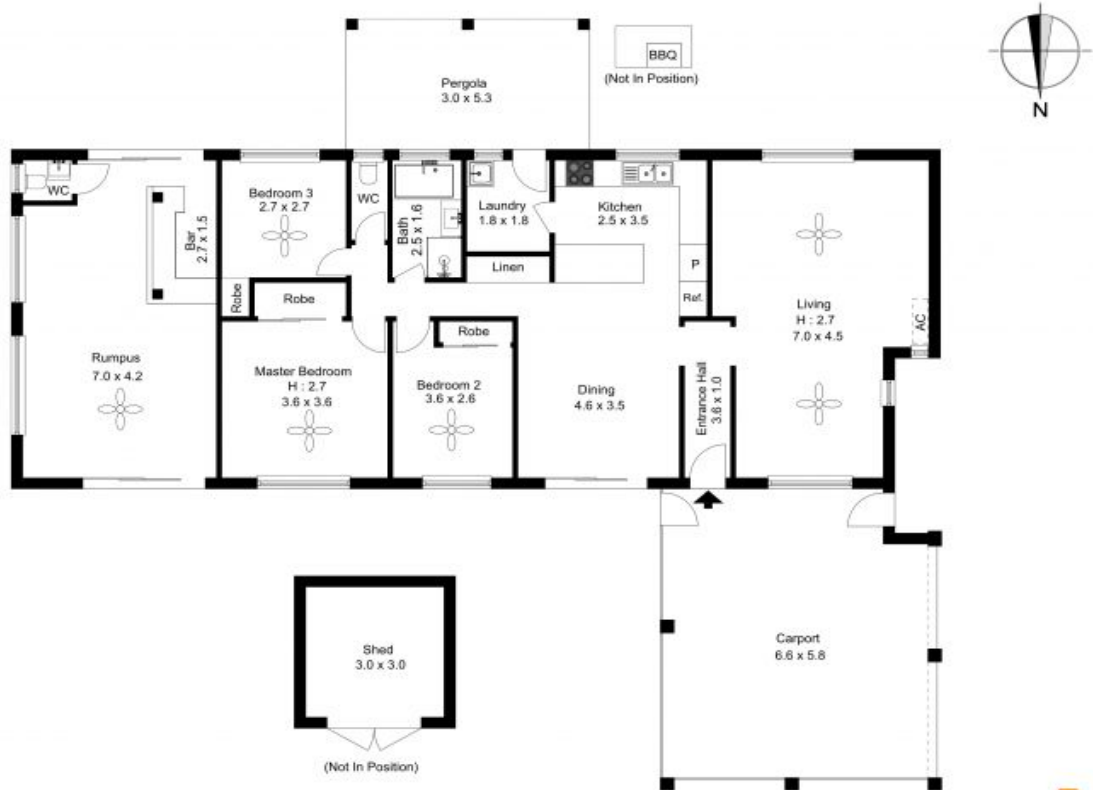 BBQ
(Not In Position)
N
Pergola
3.0 x 5.3
WC
Bar
2.7 x 1.5
Bedroom 3
2.7 x 2.7
WC
Bath
2.5 x 1.6
Laundry
1.8 x 1.8
Kitchen
2.5 x 3.5
Linen
P
Ref.
Robe
Robe
Living
H : 2.7
7.0 x 4.5
AC
Rumpus
7.0 x 4.2
Master Bedroom
H : 2.7
3.6 x 3.6
Robe
Bedroom 2
3.6 x 2.6
Dining
4.6 x 3.5
Entrance Hall
3.6 x 1.0
Shed
3.0 x 3.0
(Not In Position)
Carport
6.6 x 5.8